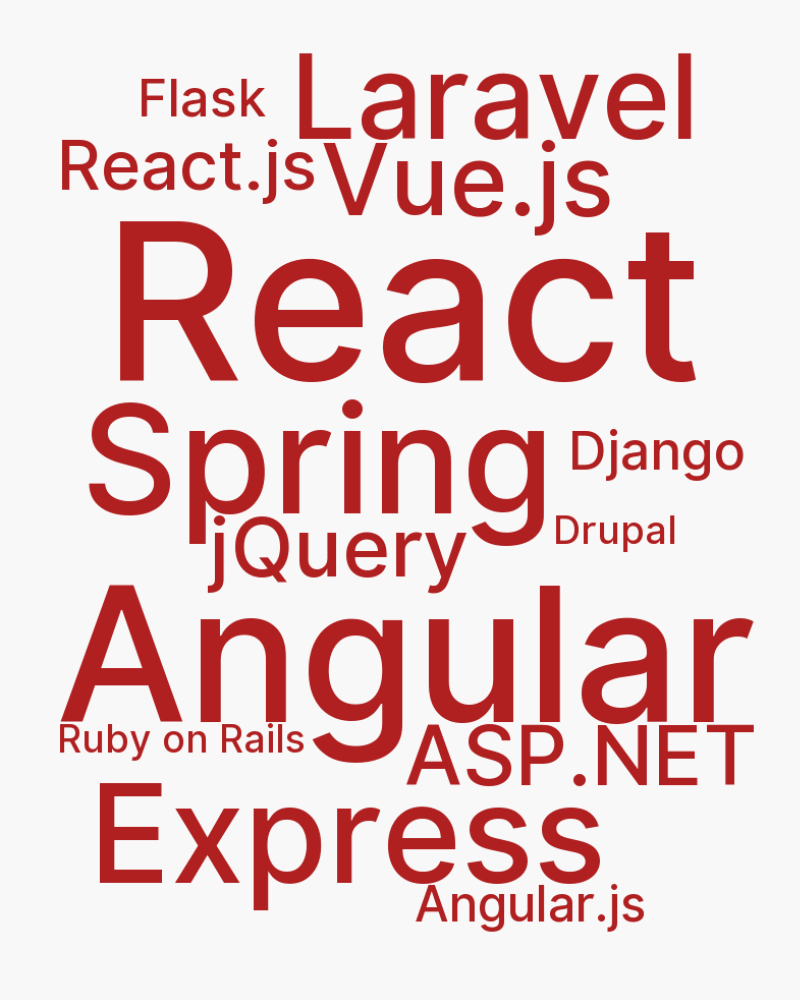 Flask
Laravel
React.js
Vue.js
React
Spring
Django
jQuery
Drupal
Angular
Ruby on Rails
ASP.NET
Express
Angular.js